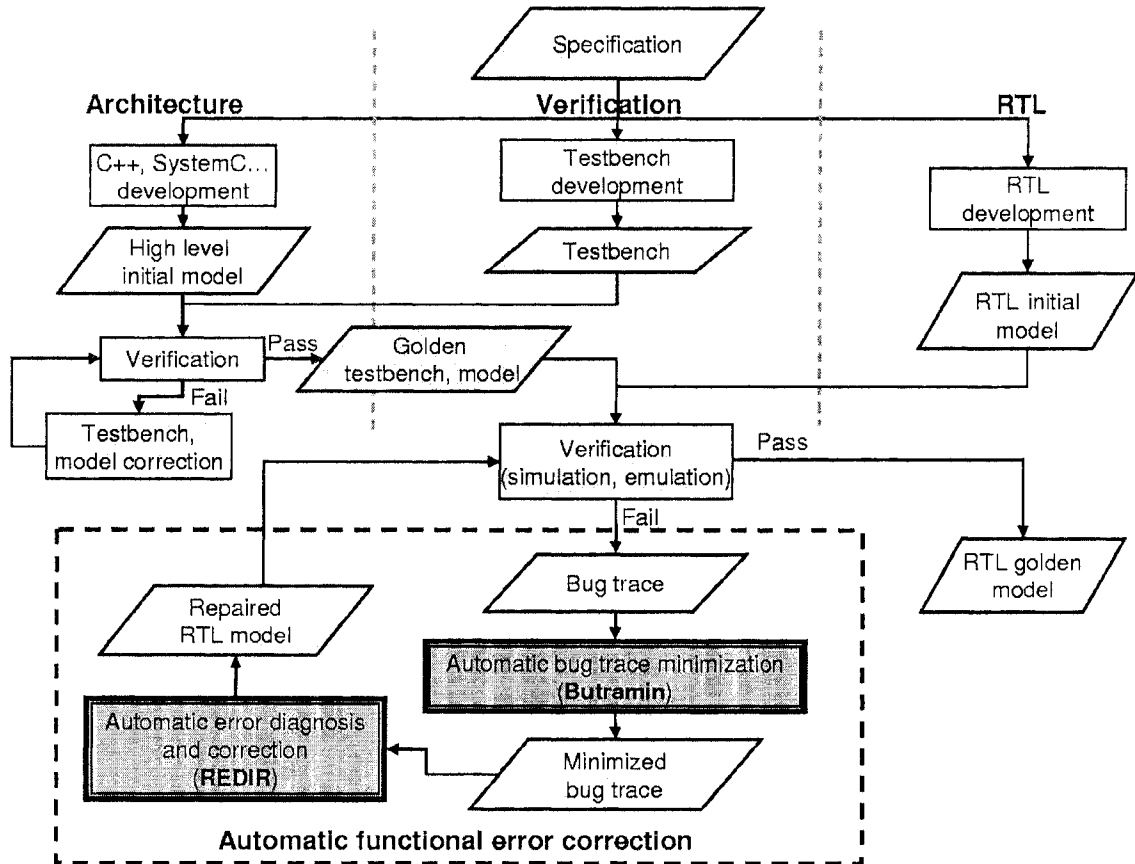 Specification
Architecture
Verification
RTL
C++, SystemC...
development
Testbench
development
RTL
development
High level
initial model
Testbench
RTL initial
model
Verification
Pass
Golden
testbench, model
Fail
Testbench,
model correction
Verification
(simulation, emulation)
Pass
Fail
RTL golden
model
Bug trace
Repaired
RTL model
Automatic bug trace minimization
(Butramin)
Automatic error diagnosis
and correction
(REDIR)
Minimized
bug trace
Automatic functional error correction